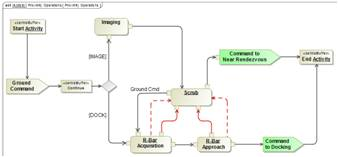 Imaging
Start Activity
[IMAGE]
Ground
Command
Continue
Ground Cmd
Scrub
Command to
Near Rendezvous
End Activity
[DOCK]
R-Bar
Acquisition
R-Bar
Approach
Command
to Docking